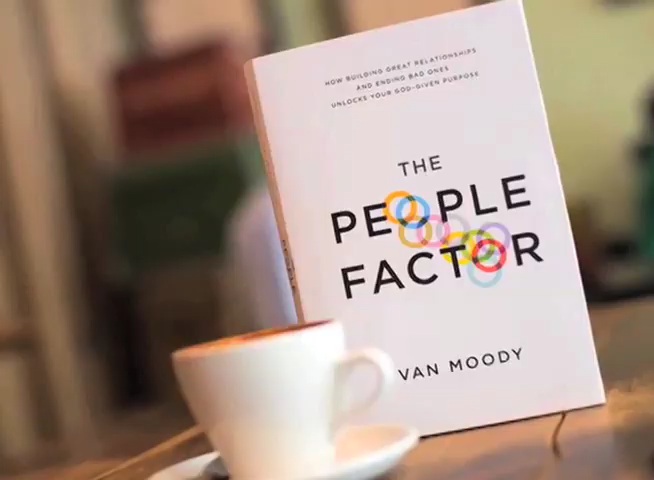 HOW BUILDING GREAT RELATIONSHIPS
AND ENDING BAD ONES
UNLOCKS YOUR GOD-GIVEN PURPOSE
THE
PEOPLE
FACTOR
VAN MOODY